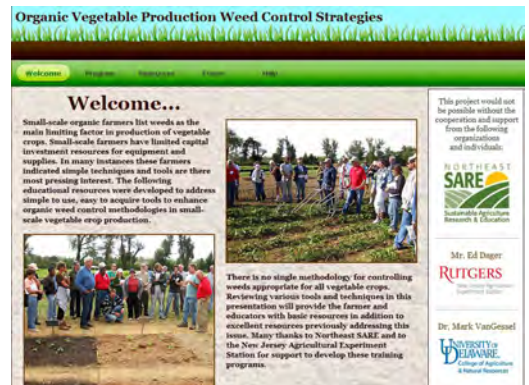 Organic Vegetable Production Weed Control Strategies
Welcome Program Resources Forum Help
Welcome...
Small-scale organic farmers list weeds as the
main limiting factor in production of vegetable
crops. Small-scale farmers have limited capital
investment resources for equipment and
supplies. In many instances these farmers
indicated simple techniques and tools are there
most pressing interest. The following
educational resources were developed to address
simple to use, easy to acquire tools to enhance
organic weed control methodologies in small-
scale vegetable crop production.
There is no single methodology for controlling
weeds appropriate for all vegetable crops.
Reviewing various tools and techniques in this
presentation will provide the farmer and
educators with basic resources in addition to
excellent resources previously addressing this
issue. Many thanks to Northeast SARE and to
the New Jersey Agricultural Experiment
Station for support to develop these training
programs.
This project would not
be possible without the
cooperation and support
from the following
organizations
and individuals:
NORTHEAST
SARE
Sustainable Agriculture
Research & Education
Mr. Ed Dager
RUTGERS
New Jersey Agricultural
Experiment Station
Dr. Mark VanGessel
UNIVERSITY OF
DELAWARE
College of Agriculture
& Natural Resources